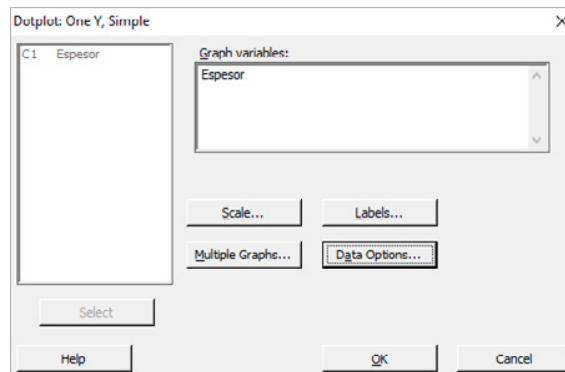 Dotplot: One Y, Simple
C1 Espesor
Graph variables:
Espesor
Scale...
Labels...
Multiple Graphs...
Data Options...
Select
Help
OK
Cancel